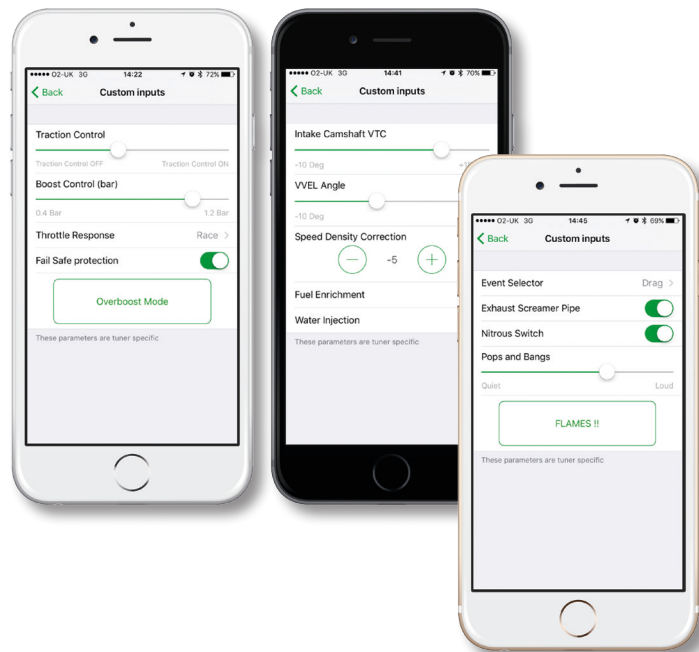 ●●●●● O2-UK 3G 14:22 72%
Back Custom inputs
Traction Control
Traction Control OFF Traction Control ON
Boost Control (bar)
0.4 Bar 1.2 Bar
Throttle Response Race
Fail Safe protection
Overboost Mode
These parameters are tuner specific
●●●●● O2-UK 3G 14:41 70%
Back Custom inputs
Intake Camshaft VTC
-10 Deg
VVEL Angle
-10 Deg
Speed Density Correction
-5
Fuel Enrichment
Water Injection
These parameters are tuner specific
●●●●● O2-UK 3G 14:45 69%
Back Custom inputs
Event Selector Drag
Exhaust Screamer Pipe
Nitrous Switch
Pops and Bangs
Quiet Loud
FLAMES !!
These parameters are tuner specific